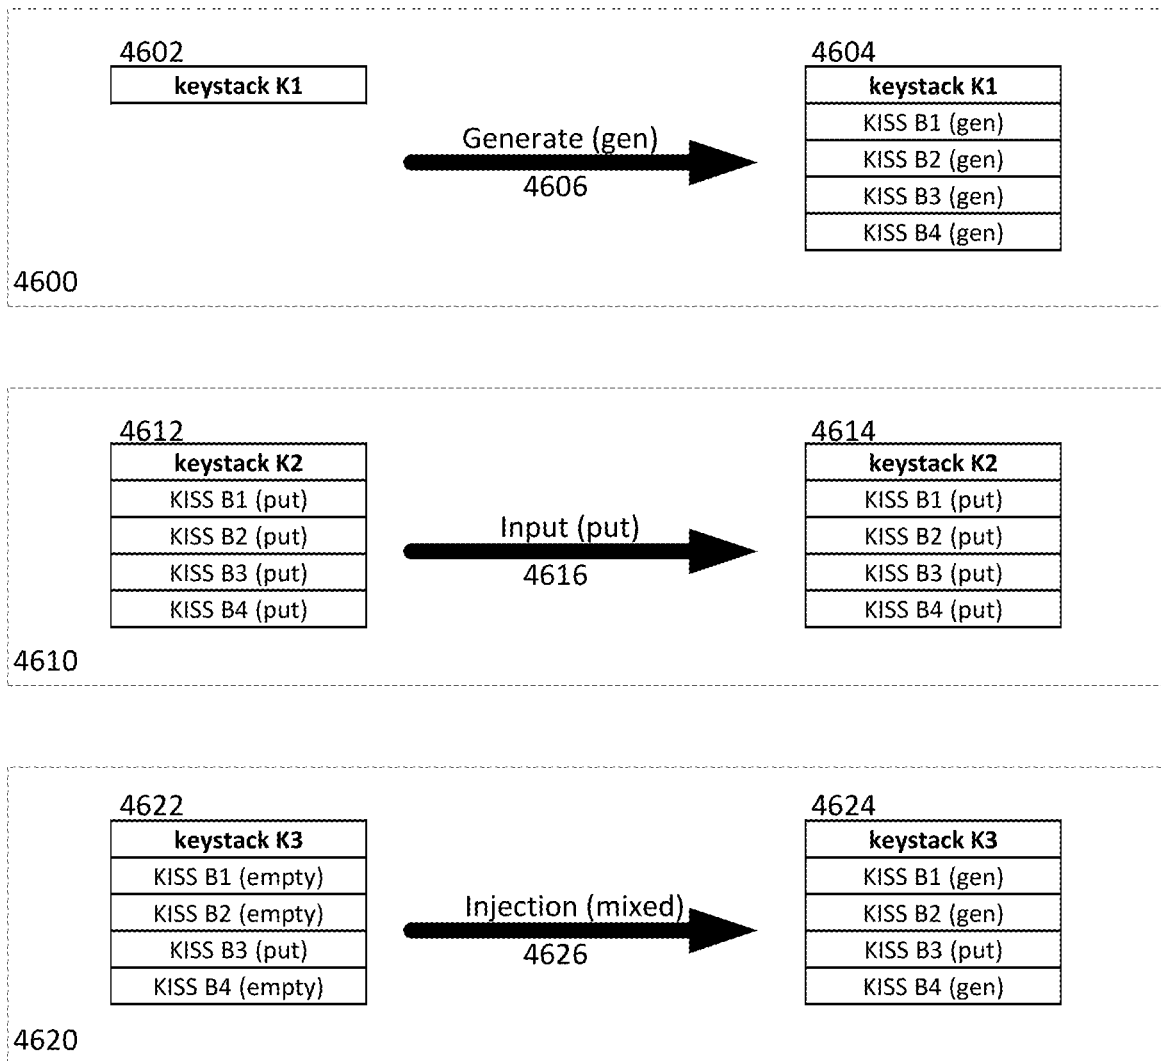 4602
keystack K1
Generate (gen)
4606
4604
keystack K1
KISS B1 (gen)
KISS B2 (gen)
KISS B3 (gen)
KISS B4 (gen)
4600
4612
keystack K2
KISS B1 (put)
KISS B2 (put)
KISS B3 (put)
KISS B4 (put)
Input (put)
4616
4614
keystack K2
KISS B1 (put)
KISS B2 (put)
KISS B3 (put)
KISS B4 (put)
4610
4622
keystack K3
KISS B1 (empty)
KISS B2 (empty)
KISS B3 (put)
KISS B4 (empty)
Injection (mixed)
4626
4624
keystack K3
KISS B1 (gen)
KISS B2 (gen)
KISS B3 (put)
KISS B4 (gen)
4620